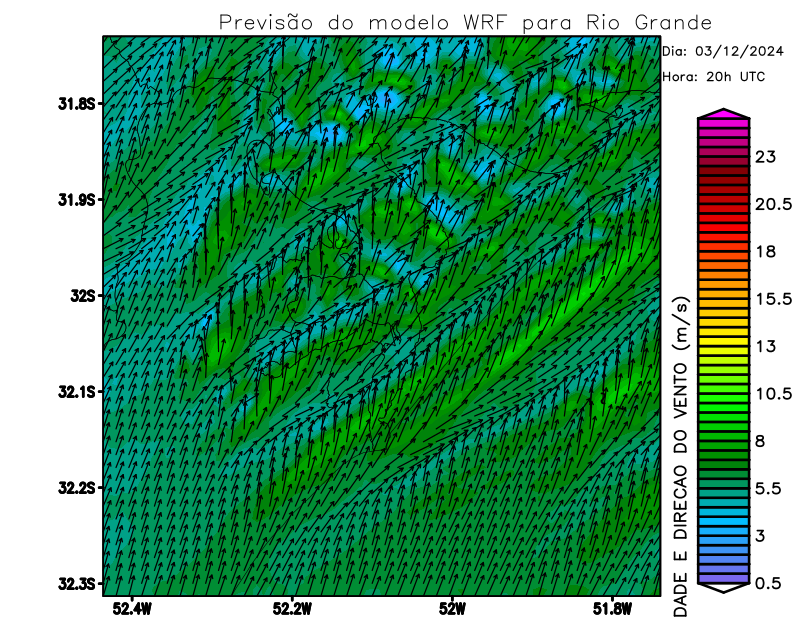 Previsão do modelo WRF para Rio Grande
Dia: 03/12/2024
Hora: 20h UTC
31.8S
31.9S
32S
32.1S
32.2S
32.3S
52.4W
52.2W
52W
51.8W
23
20.5
18
15.5
13
10.5
8
5.5
3
0.5
DADE E DIRECAO DO VENTO (m/s)